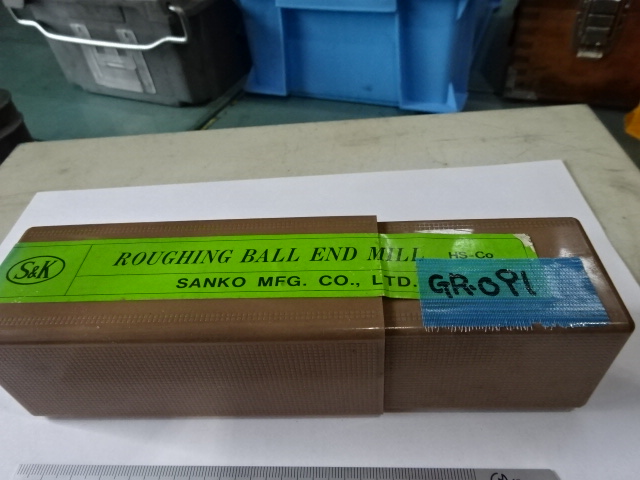 S&K
ROUGHING BALL END MILL HS-Co
SANKO MFG. CO., LTD.
GR-091